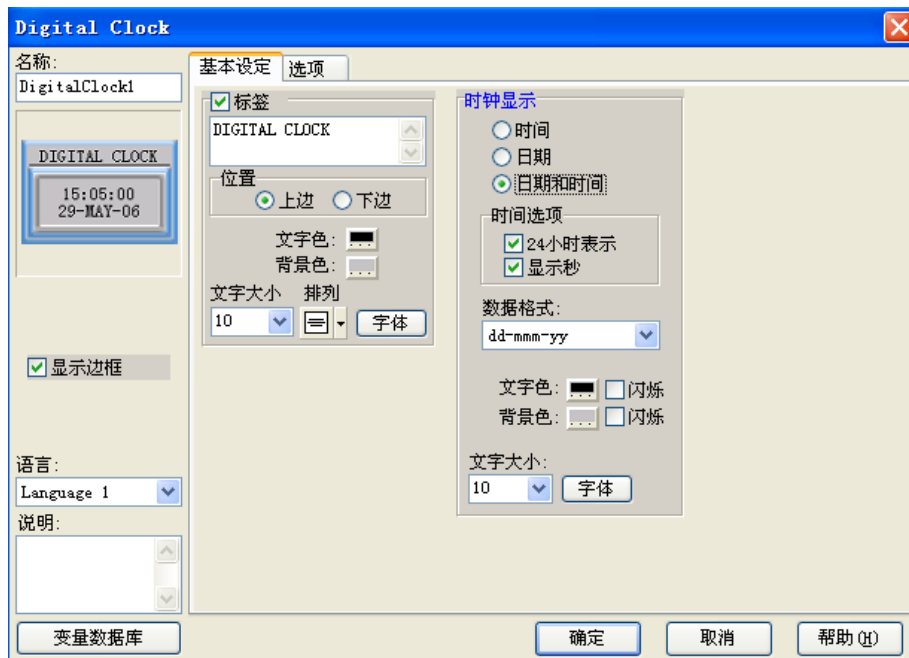 Digital Clock
名称:
DigitalClock1
DIGITAL CLOCK
15:05:00
29-MAY-06
显示边框
语言:
Language 1
说明:
变量数据库
基本设定 选项
标签
DIGITAL CLOCK
位置
上边 下边
文字色: ...
背景色: ...
文字大小 排列
10 字体
时钟显示
时间
日期
日期和时间
时间选项
24小时表示
显示秒
数据格式:
dd-mmm-yy
文字色: ... 闪烁
背景色: ... 闪烁
文字大小:
10 字体
确定 取消 帮助(H)